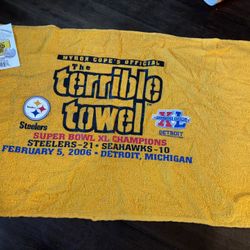 MYRON COPE'S OFFICIAL
The
terrible
towel
Steelers
XL
DETROIT
SUPER BOWL XL CHAMPIONS
STEELERS-21 • SEAHAWKS-10
FEBRUARY 5, 2006 • DETROIT, MICHIGAN